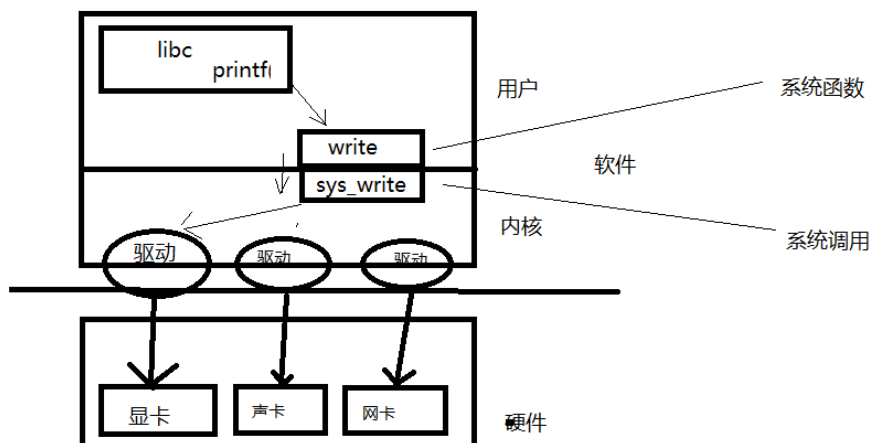 libc
printf(
用户
系统函数
write
软件
sys_write
内核
系统调用
驱动
驱动
驱动
显卡
声卡
网卡
硬件